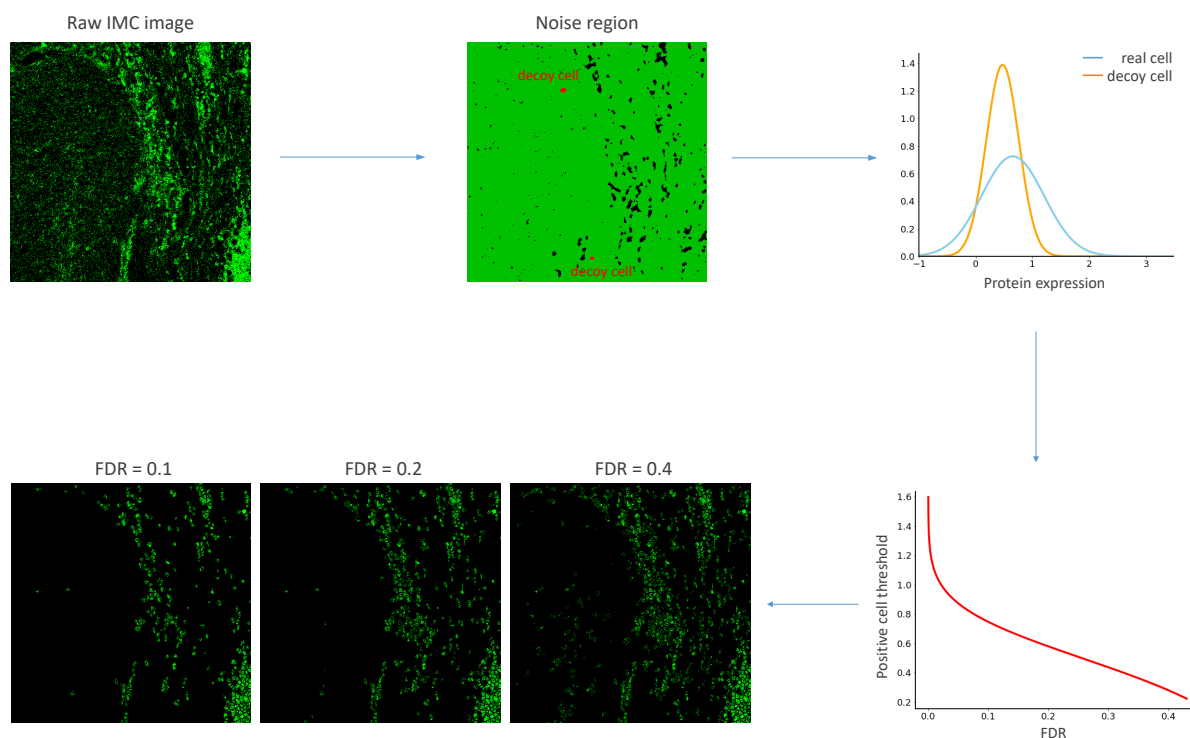 Raw IMC image
Noise region
decoy cell
decoy cell
real cell
decoy cell
1.4
1.2
1.0
0.8
0.6
0.4
0.2
0.0
−1 0 1 2 3
Protein expression
FDR = 0.1
FDR = 0.2
FDR = 0.4
Positive cell threshold
1.6
1.4
1.2
1.0
0.8
0.6
0.4
0.2
0.0 0.1 0.2 0.3 0.4
FDR